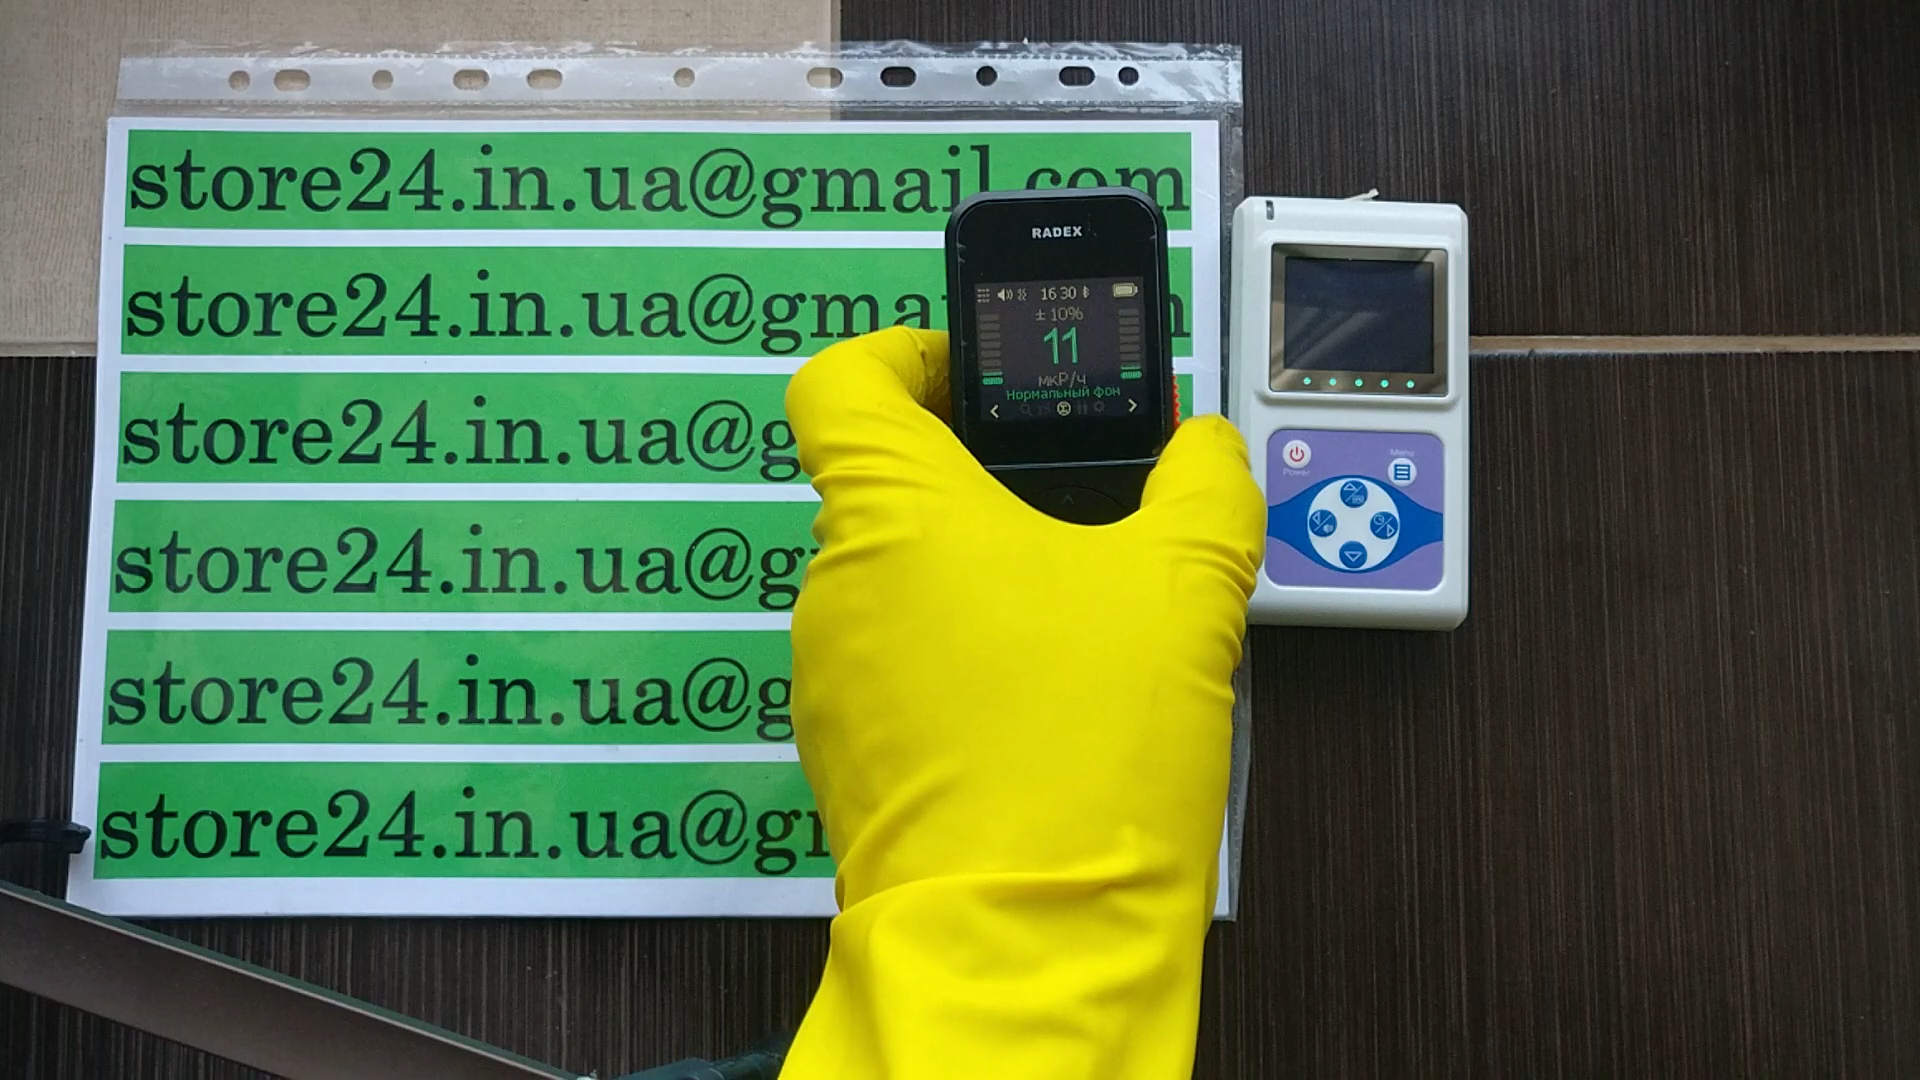 store24.in.ua@gmail.com
store24.in.ua@gma
store24.in.ua@g
store24.in.ua@g
store24.in.ua@g
store24.in.ua@g
RADEX
16 30
± 10%
11
мкР/ч
Нормальный фон
Power
Menu